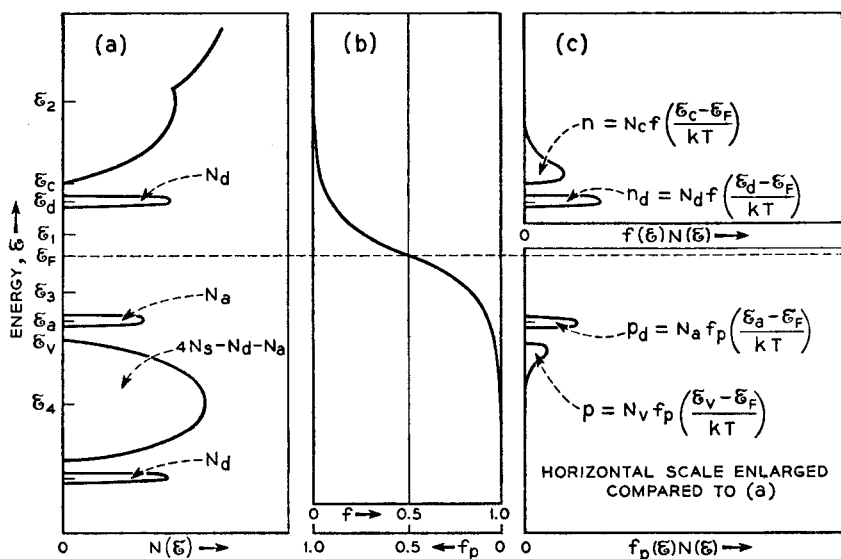 (a)
ℰ₂
ℰc
ℰd
ℰ₁
ℰF
ℰ₃
ℰa
ℰv
ℰ₄
ENERGY, ℰ →
Nd
Na
4Ns–Nd–Na
Nd
0
N(ℰ) →
(b)
0 f → 0.5 1.0
1.0 0.5 ← fp 0
(c)
n = Nc f ((ℰc–ℰF)/kT)
nd = Nd f ((ℰd–ℰF)/kT)
0 f(ℰ)N(ℰ) →
pd = Na fp ((ℰa–ℰF)/kT)
p = Nv fp ((ℰv–ℰF)/kT)
HORIZONTAL SCALE ENLARGED
COMPARED TO (a)
0 fp(ℰ)N(ℰ) →